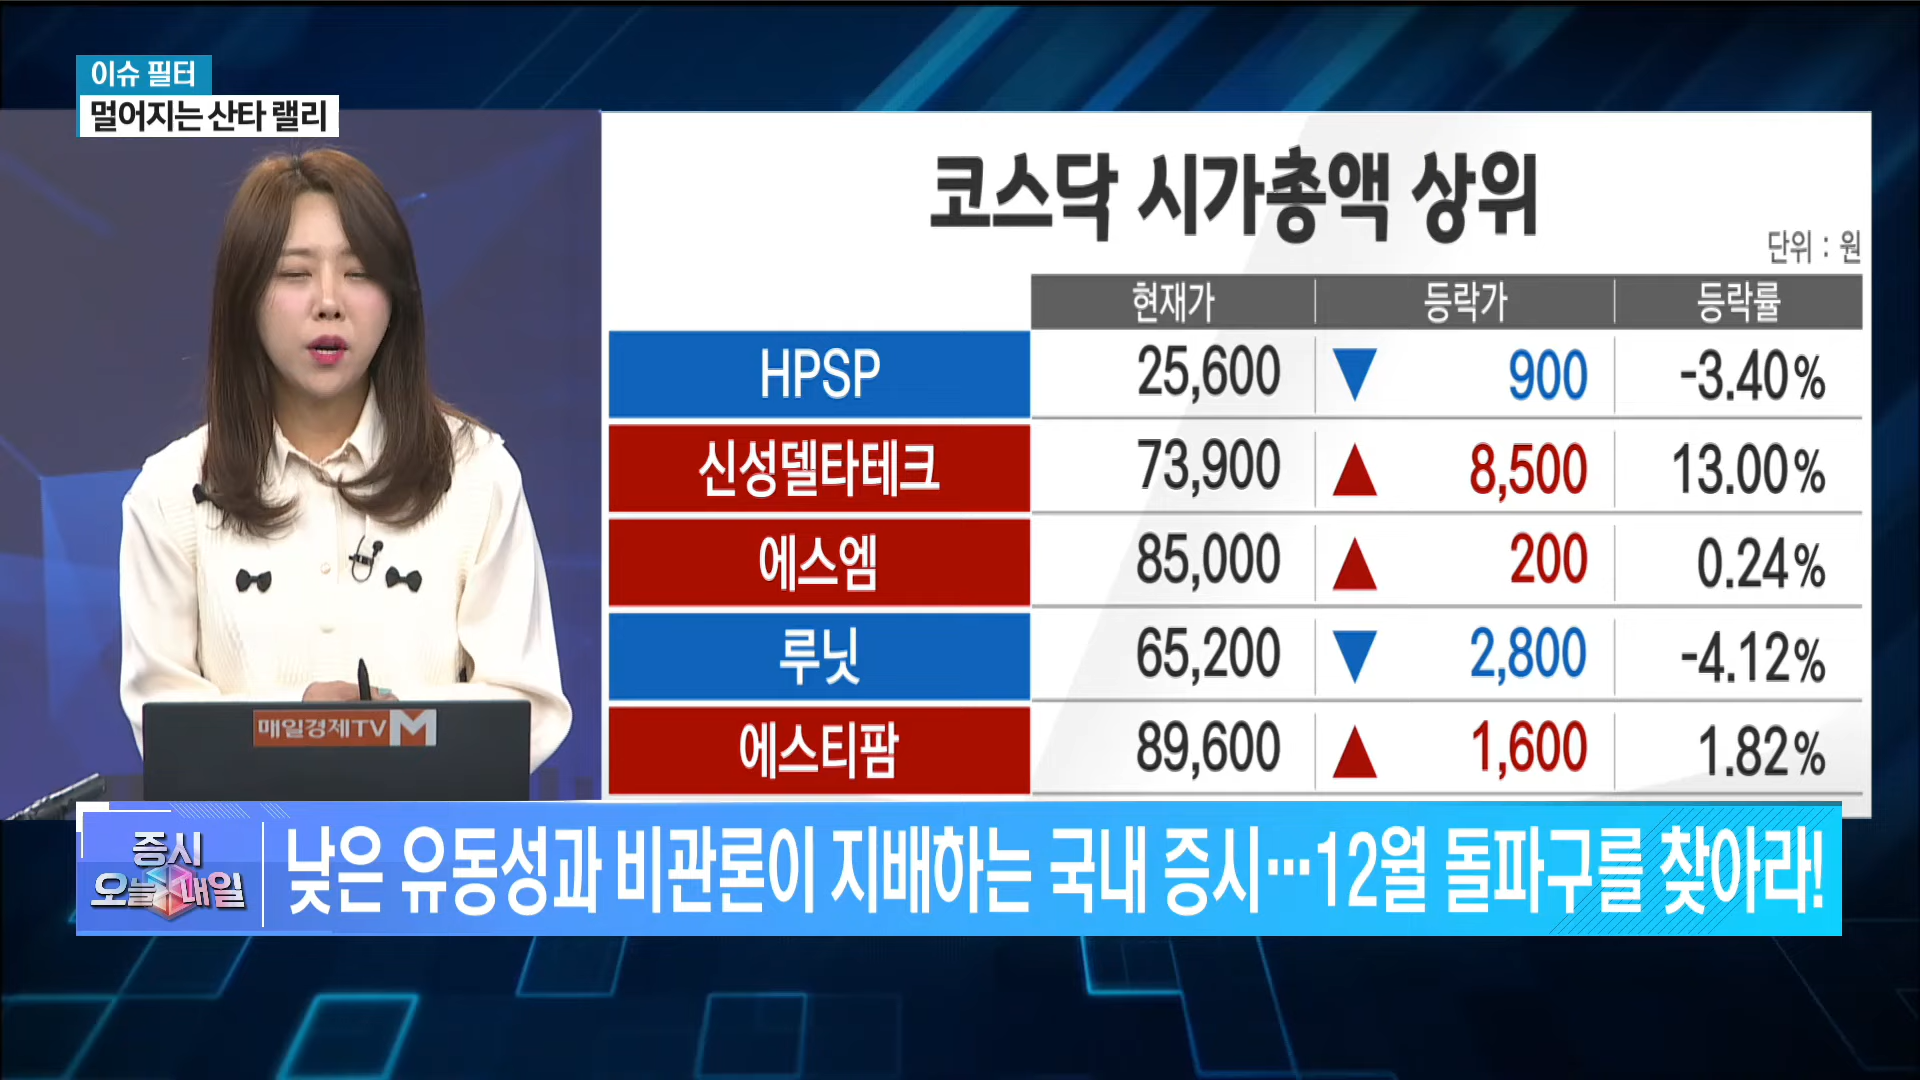 이슈 필터
멀어지는 산타 랠리
코스닥 시가총액 상위
단위 : 원
현재가 등락가 등락률
HPSP 25,600 ▼ 900 -3.40%
신성델타테크 73,900 ▲ 8,500 13.00%
에스엠 85,000 ▲ 200 0.24%
루닛 65,200 ▼ 2,800 -4.12%
에스티팜 89,600 ▲ 1,600 1.82%
매일경제TV M
증시
오늘 매일
낮은 유동성과 비관론이 지배하는 국내 증시…12월 돌파구를 찾아라!